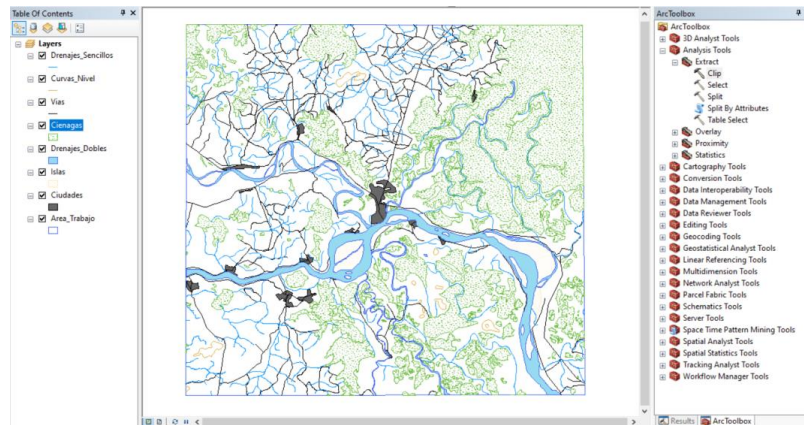 Table Of Contents
Layers
Drenajes_Sencillos
Curvas_Nivel
Vias
Cienagas
Drenajes_Dobles
Islas
Ciudades
Area_Trabajo
ArcToolbox
ArcToolbox
3D Analyst Tools
Analysis Tools
Extract
Clip
Select
Split
Split By Attributes
Table Select
Overlay
Proximity
Statistics
Cartography Tools
Conversion Tools
Data Interoperability Tools
Data Management Tools
Data Reviewer Tools
Editing Tools
Geocoding Tools
Geostatistical Analyst Tools
Linear Referencing Tools
Multidimension Tools
Network Analyst Tools
Parcel Fabric Tools
Schematics Tools
Server Tools
Space Time Pattern Mining Tools
Spatial Analyst Tools
Spatial Statistics Tools
Tracking Analyst Tools
Workflow Manager Tools
Results ArcToolbox